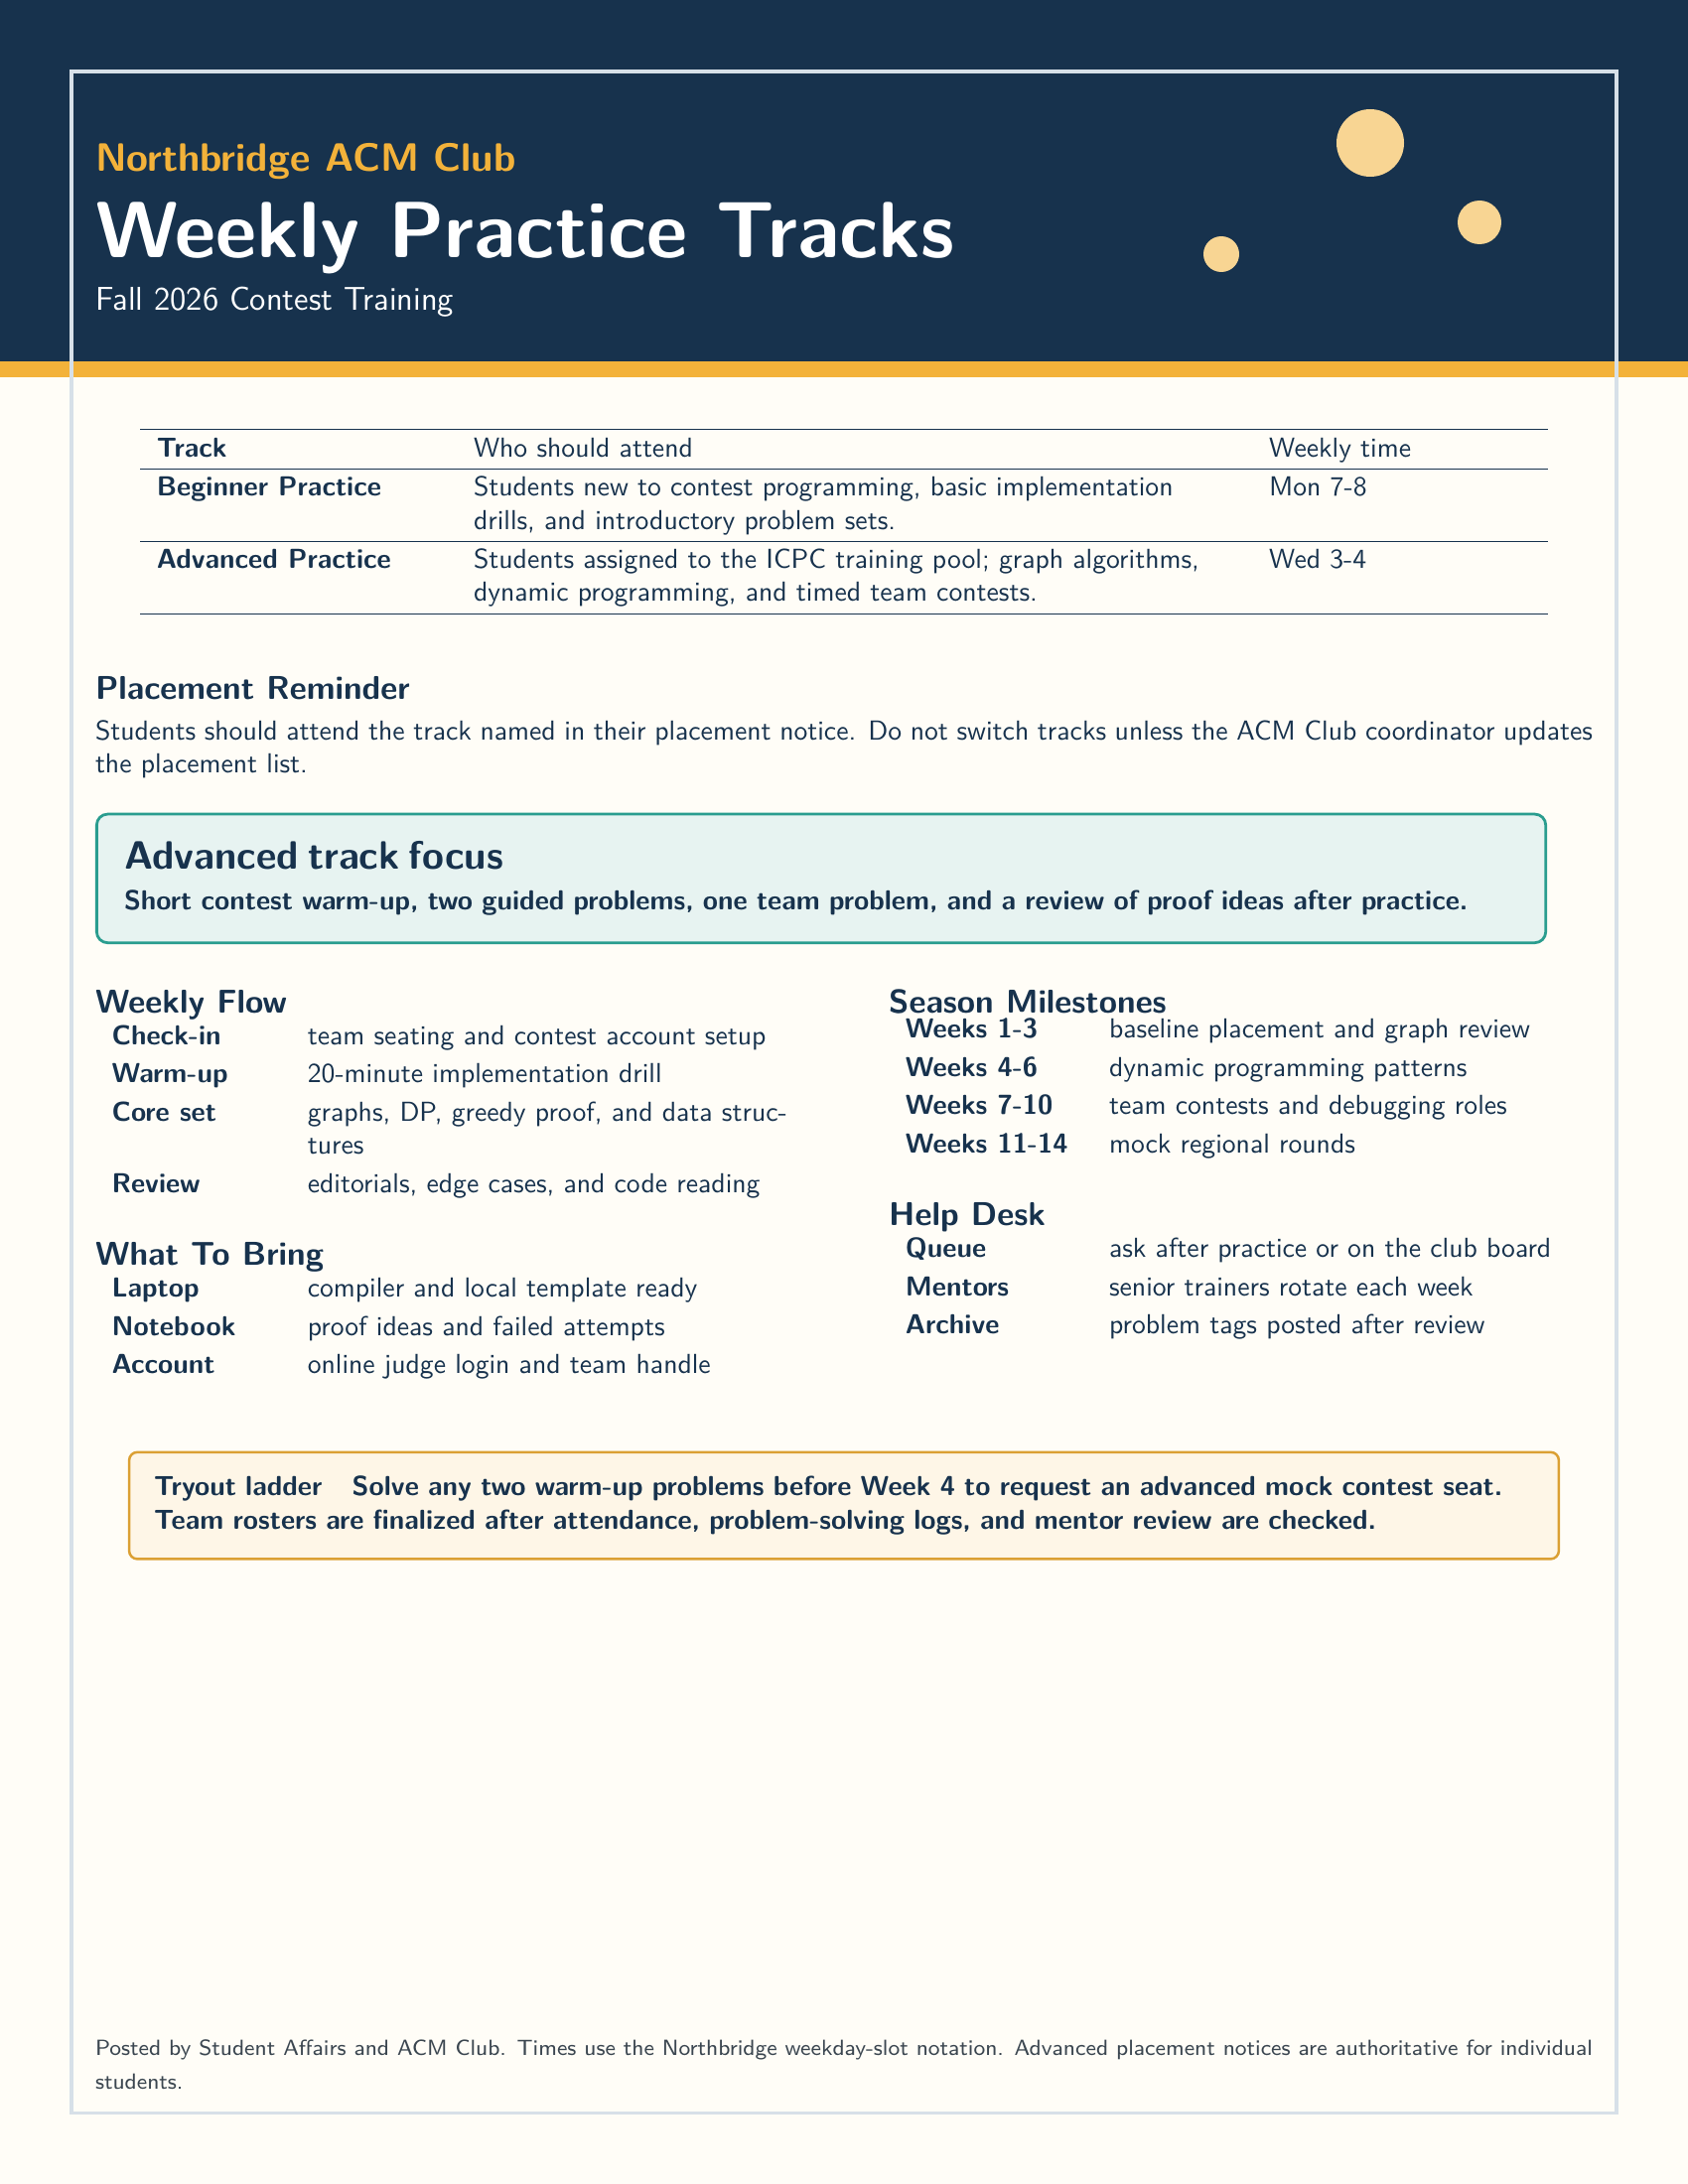 Northbridge ACM Club
Weekly Practice Tracks
Fall 2026 Contest Training
Track Who should attend Weekly time
Beginner Practice Students new to contest programming, basic implementation Mon 7-8
drills, and introductory problem sets.
Advanced Practice Students assigned to the ICPC training pool; graph algorithms, Wed 3-4
dynamic programming, and timed team contests.
Placement Reminder
Students should attend the track named in their placement notice. Do not switch tracks unless the ACM Club coordinator updates
the placement list.
Advanced track focus
Short contest warm-up, two guided problems, one team problem, and a review of proof ideas after practice.
Weekly Flow
Check-in team seating and contest account setup
Warm-up 20-minute implementation drill
Core set graphs, DP, greedy proof, and data struc-
tures
Review editorials, edge cases, and code reading
What To Bring
Laptop compiler and local template ready
Notebook proof ideas and failed attempts
Account online judge login and team handle
Season Milestones
Weeks 1-3 baseline placement and graph review
Weeks 4-6 dynamic programming patterns
Weeks 7-10 team contests and debugging roles
Weeks 11-14 mock regional rounds
Help Desk
Queue ask after practice or on the club board
Mentors senior trainers rotate each week
Archive problem tags posted after review
Tryout ladder Solve any two warm-up problems before Week 4 to request an advanced mock contest seat.
Team rosters are finalized after attendance, problem-solving logs, and mentor review are checked.
Posted by Student Affairs and ACM Club. Times use the Northbridge weekday-slot notation. Advanced placement notices are authoritative for individual
students.